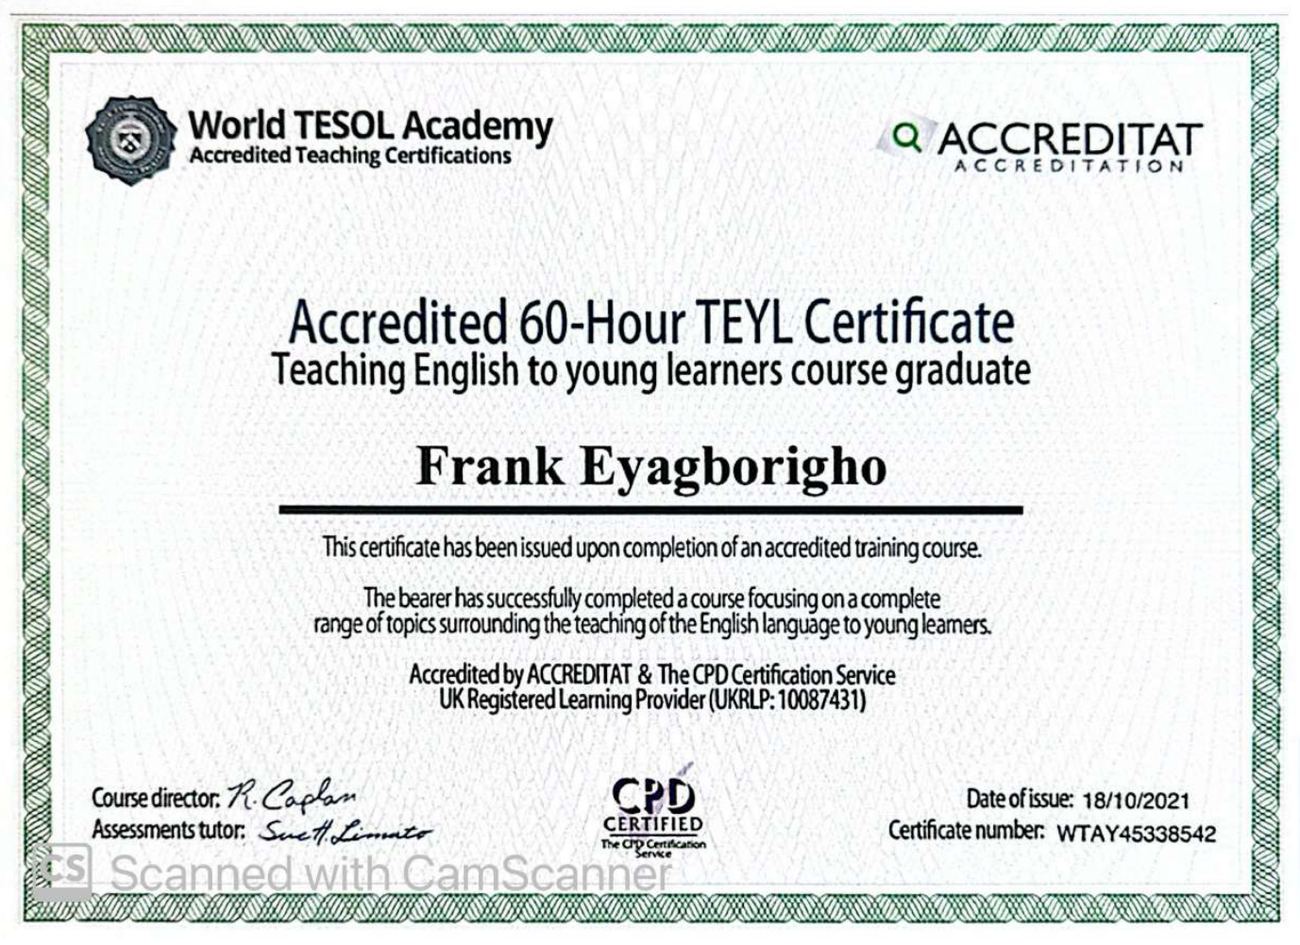 World TESOL Academy
Accredited Teaching Certifications
ACCREDITAT
ACCREDITATION
Accredited 60-Hour TEYL Certificate
Teaching English to young learners course graduate
Frank Eyagborigho
This certificate has been issued upon completion of an accredited training course.
The bearer has successfully completed a course focusing on a complete
range of topics surrounding the teaching of the English language to young learners.
Accredited by ACCREDITAT & The CPD Certification Service
UK Registered Learning Provider (UKRLP: 10087431)
Course director: R. Caplan
Assessments tutor: Sue H. Limato
CPD
CERTIFIED
The CPD Certification
Service
Date of issue: 18/10/2021
Certificate number: WTAY45338542
CS Scanned with CamScanner